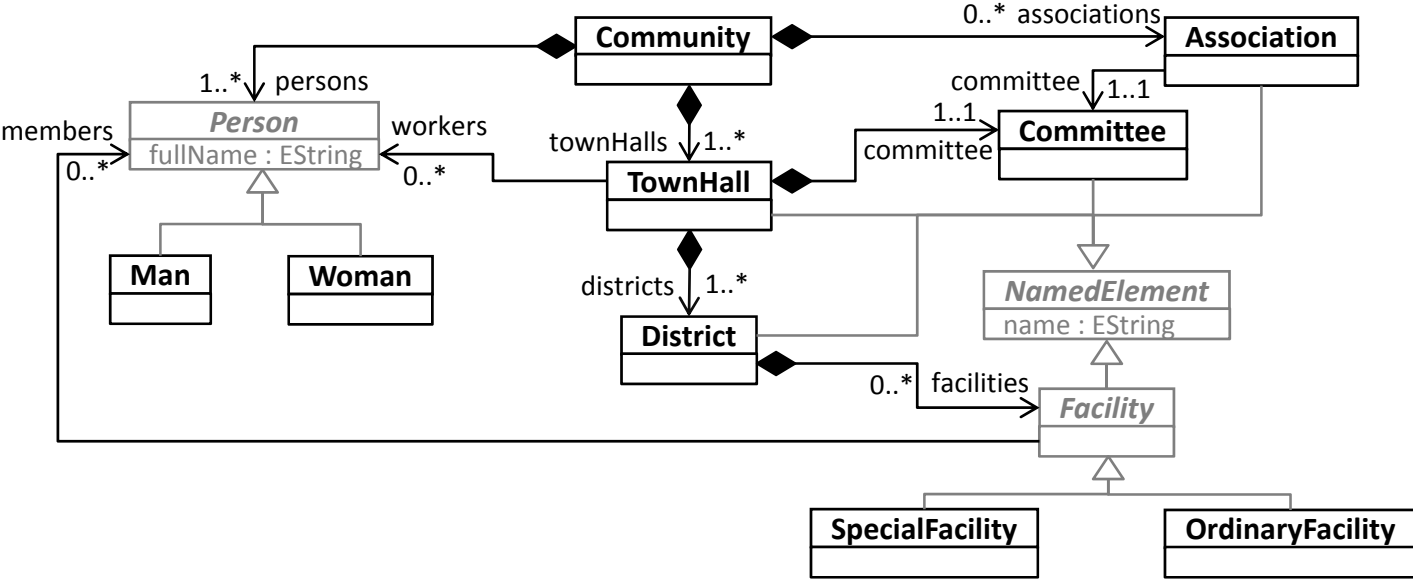 0..* associations
Community
Association
1..* persons
committee
1..1
Person
fullName : EString
members
0..*
workers
0..*
townHalls
1..*
1..1
committee
Committee
TownHall
Man
Woman
districts
1..*
NamedElement
name : EString
District
0..*
facilities
Facility
SpecialFacility
OrdinaryFacility